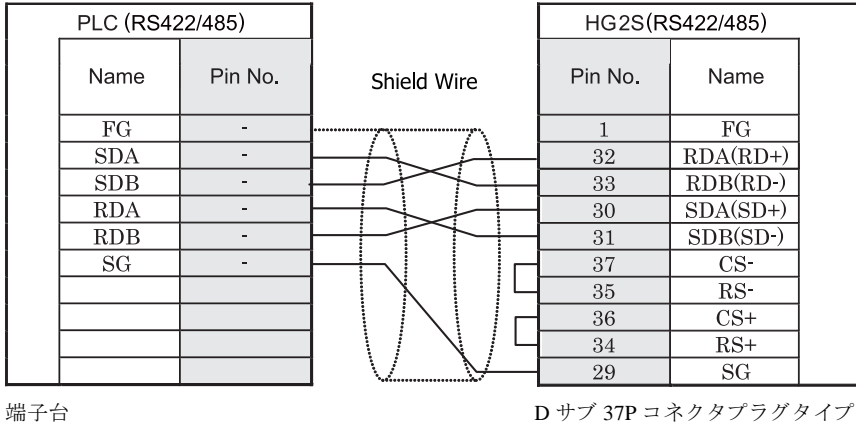 PLC (RS422/485)
HG2S(RS422/485)
Name Pin No. Shield Wire Pin No. Name
FG - 1 FG
SDA - 32 RDA(RD+)
SDB - 33 RDB(RD-)
RDA - 30 SDA(SD+)
RDB - 31 SDB(SD-)
SG - 37 CS-
35 RS-
36 CS+
34 RS+
29 SG
端子台
D サブ 37P コネクタプラグタイプ